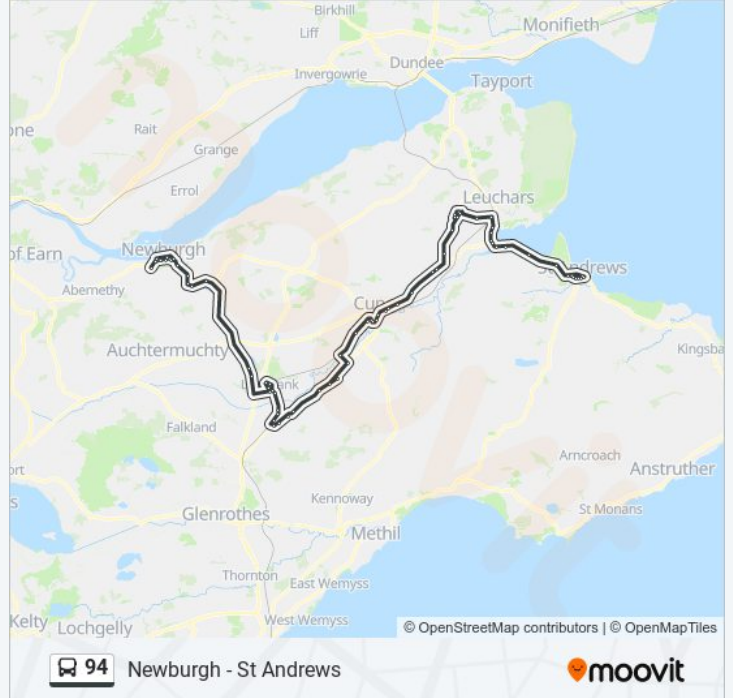 Birkhill
Monifieth
Liff
Dundee
Invergowrie
Tayport
one
Rait
Grange
Errol
Leuchars
of Earn
Newburgh
Abernethy
Andrews
Cup
Auchtermuchty
Kingsba
ank
Falkland
Arncroach
Anstruther
ort
Kennoway
St Monans
s
Glenrothes
Methil
Thornton
East Wemyss
Kelty
Lochgelly
West Wemyss
© OpenStreetMap contributors | © OpenMapTiles
94 Newburgh - St Andrews
moovit